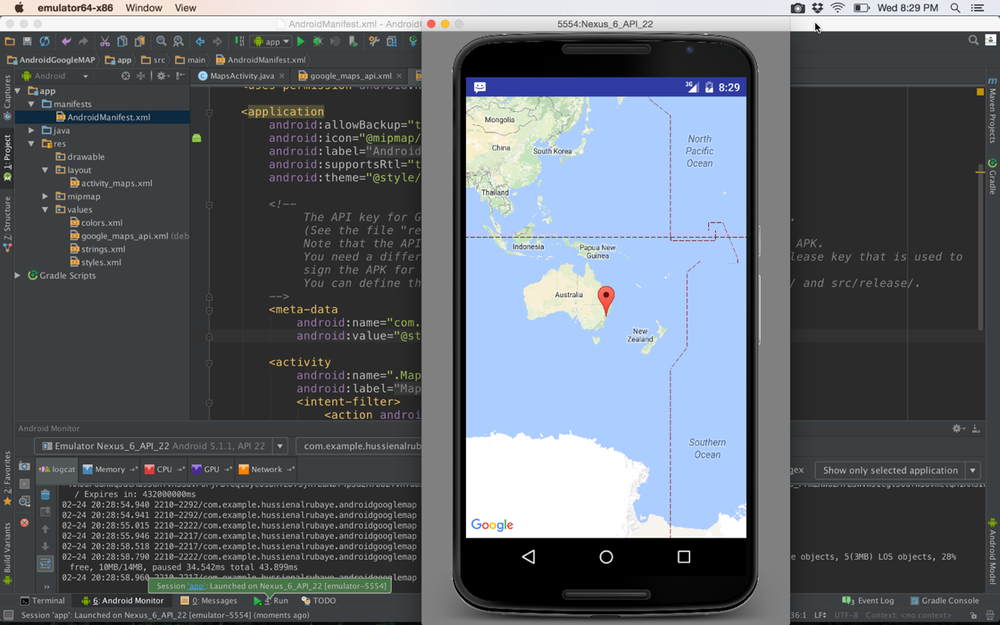 emulator64-x86 Window View
Wed 8:29 PM
AndroidManifest.xml - Android
5554:Nexus_6_API_22
app
AndroidGoogleMAP app src main AndroidManifest.xml
Android
MapsActivity.java
google_maps_api.xml
app
manifests
AndroidManifest.xml
java
res
drawable
layout
activity_maps.xml
mipmap
values
colors.xml
google_maps_api.xml (deb
strings.xml
styles.xml
Gradle Scripts
Captures
1: Project
Z: Structure
2: Favorites
Build Variants
<uses-permission android:n
<application
android:allowBackup="t
android:icon="@mipmap/
android:label="Android
android:supportsRtl="t
android:theme="@style/
<!--
The API key for G
(See the file "re
Note that the API APK.
You need a differ lease key that is used to
sign the APK for
You can define th / and src/release/.
-->
<meta-data
android:name="com.
android:value="@st
<activity
android:name=".Map
android:label="Map
<intent-filter>
<action androi
3G 8:29
Mongolia
China
South Korea
North
Pacific
Ocean
Thailand
Indonesia
Papua New
Guinea
Australia
New
Zealand
Southern
Ocean
Google
m Maven Projects
Gradle
Android Model
Android Monitor
Emulator Nexus_6_API_22 Android 5.1.1, API 22
com.example.hussienalrub
logcat Memory CPU GPU Network
gex
Show only selected application
/ Expires in: 432000000ms
02-24 20:28:54.940 2210-2292/com.example.hussienalrubaye.androidgooglemap
02-24 20:28:54.941 2210-2292/com.example.hussienalrubaye.androidgooglemap
02-24 20:28:55.015 2210-2222/com.example.hussienalrubaye.androidgooglemap
02-24 20:28:55.946 2210-2217/com.example.hussienalrubaye.androidgooglemap
02-24 20:28:58.518 2210-2217/com.example.hussienalrubaye.androidgooglemap
02-24 20:28:58.790 2210-2222/com.example.hussienalrubaye.androidgooglemap
e objects, 5(3MB) LOS objects, 28%
free, 10MB/14MB, paused 34.542ms total 43.899ms
02-24 20:28:58.960
Session 'app': Launched on Nexus_6_API_22 [emulator-5554]
Terminal 6: Android Monitor 0: Messages 4: Run TODO
3 Event Log Gradle Console
Session 'app': Launched on Nexus_6_API_22 [emulator-5554] (moments ago)
36:1 LF UTF-8 Context: <no context>